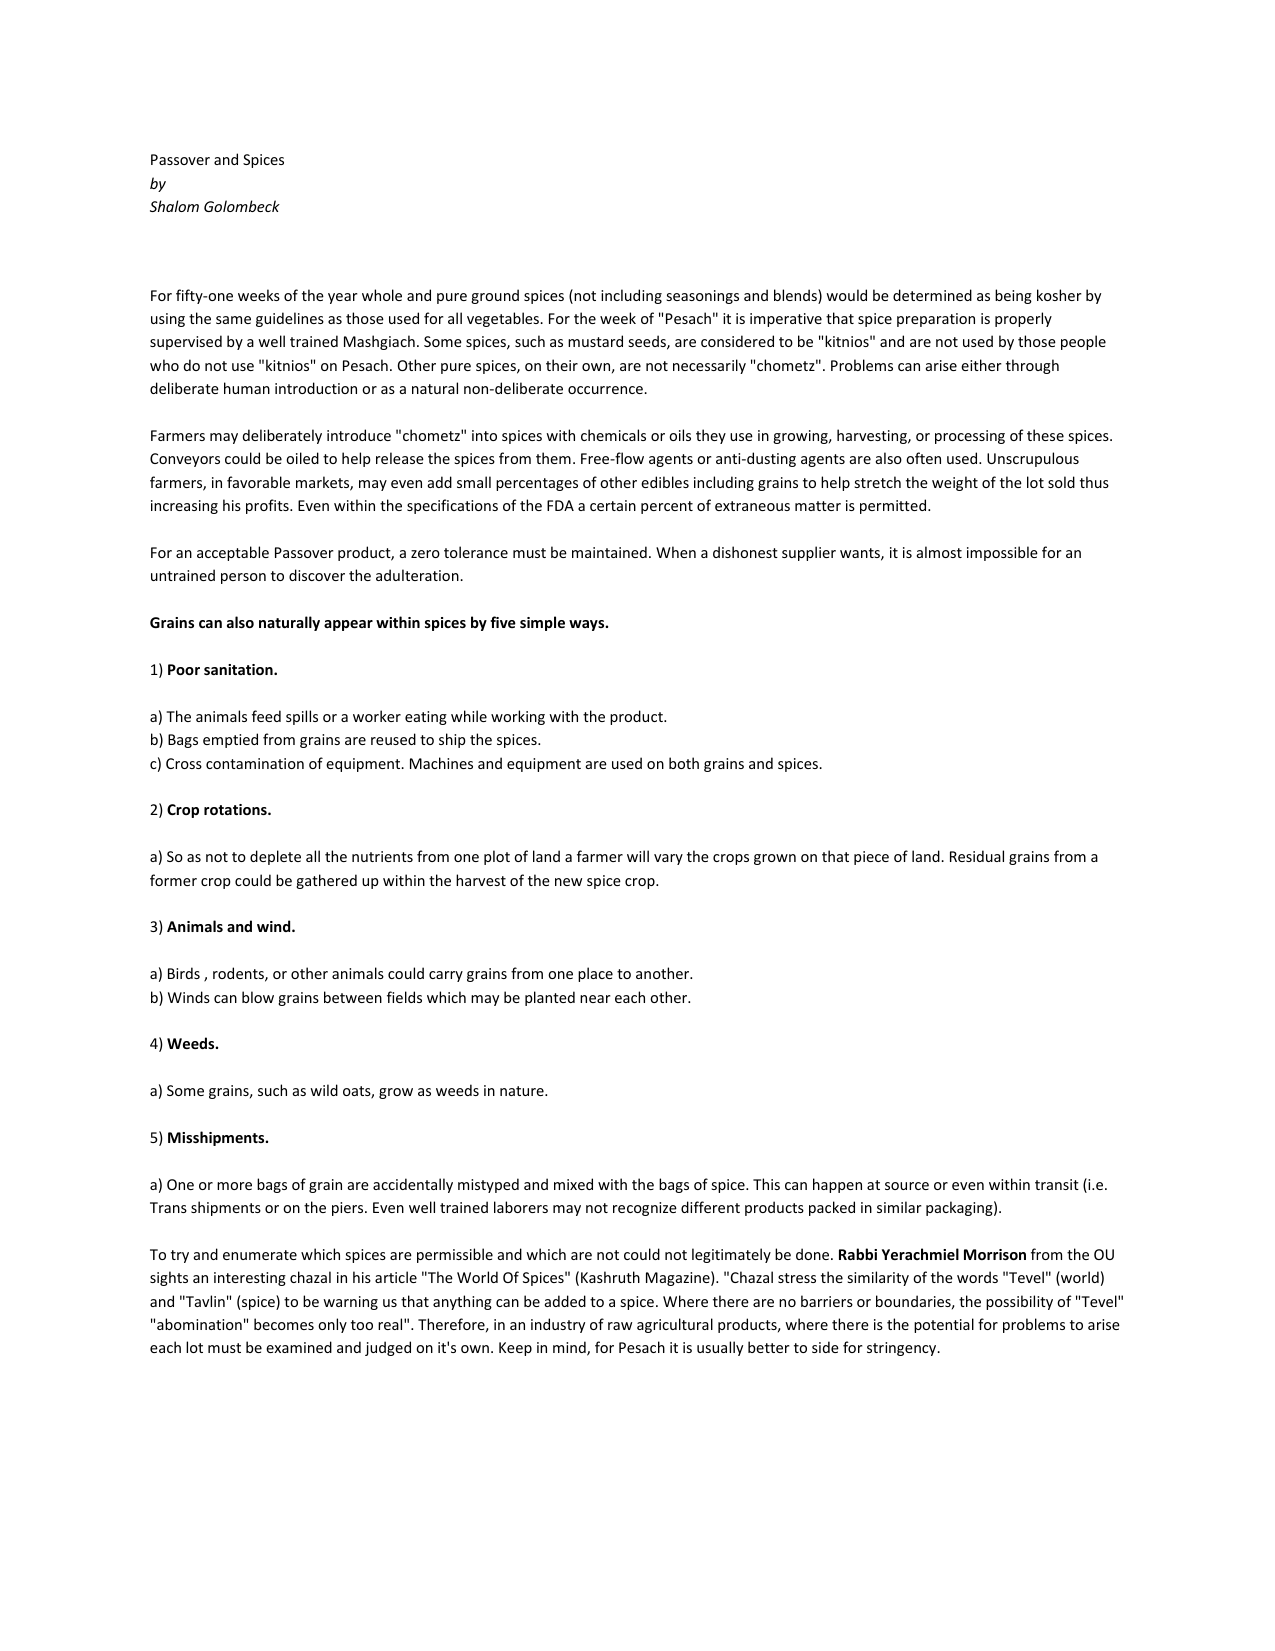 Passover and Spices
by
Shalom Golombeck
For fifty-one weeks of the year whole and pure ground spices (not including seasonings and blends) would be determined as being kosher by
using the same guidelines as those used for all vegetables. For the week of "Pesach" it is imperative that spice preparation is properly
supervised by a well trained Mashgiach. Some spices, such as mustard seeds, are considered to be "kitnios" and are not used by those people
who do not use "kitnios" on Pesach. Other pure spices, on their own, are not necessarily "chometz". Problems can arise either through
deliberate human introduction or as a natural non-deliberate occurrence.
Farmers may deliberately introduce "chometz" into spices with chemicals or oils they use in growing, harvesting, or processing of these spices.
Conveyors could be oiled to help release the spices from them. Free-flow agents or anti-dusting agents are also often used. Unscrupulous
farmers, in favorable markets, may even add small percentages of other edibles including grains to help stretch the weight of the lot sold thus
increasing his profits. Even within the specifications of the FDA a certain percent of extraneous matter is permitted.
For an acceptable Passover product, a zero tolerance must be maintained. When a dishonest supplier wants, it is almost impossible for an
untrained person to discover the adulteration.
Grains can also naturally appear within spices by five simple ways.
1) Poor sanitation.
a) The animals feed spills or a worker eating while working with the product.
b) Bags emptied from grains are reused to ship the spices.
c) Cross contamination of equipment. Machines and equipment are used on both grains and spices.
2) Crop rotations.
a) So as not to deplete all the nutrients from one plot of land a farmer will vary the crops grown on that piece of land. Residual grains from a
former crop could be gathered up within the harvest of the new spice crop.
3) Animals and wind.
a) Birds , rodents, or other animals could carry grains from one place to another.
b) Winds can blow grains between fields which may be planted near each other.
4) Weeds.
a) Some grains, such as wild oats, grow as weeds in nature.
5) Misshipments.
a) One or more bags of grain are accidentally mistyped and mixed with the bags of spice. This can happen at source or even within transit (i.e.
Trans shipments or on the piers. Even well trained laborers may not recognize different products packed in similar packaging).
To try and enumerate which spices are permissible and which are not could not legitimately be done. Rabbi Yerachmiel Morrison from the OU
sights an interesting chazal in his article "The World Of Spices" (Kashruth Magazine). "Chazal stress the similarity of the words "Tevel" (world)
and "Tavlin" (spice) to be warning us that anything can be added to a spice. Where there are no barriers or boundaries, the possibility of "Tevel"
"abomination" becomes only too real". Therefore, in an industry of raw agricultural products, where there is the potential for problems to arise
each lot must be examined and judged on it's own. Keep in mind, for Pesach it is usually better to side for stringency.